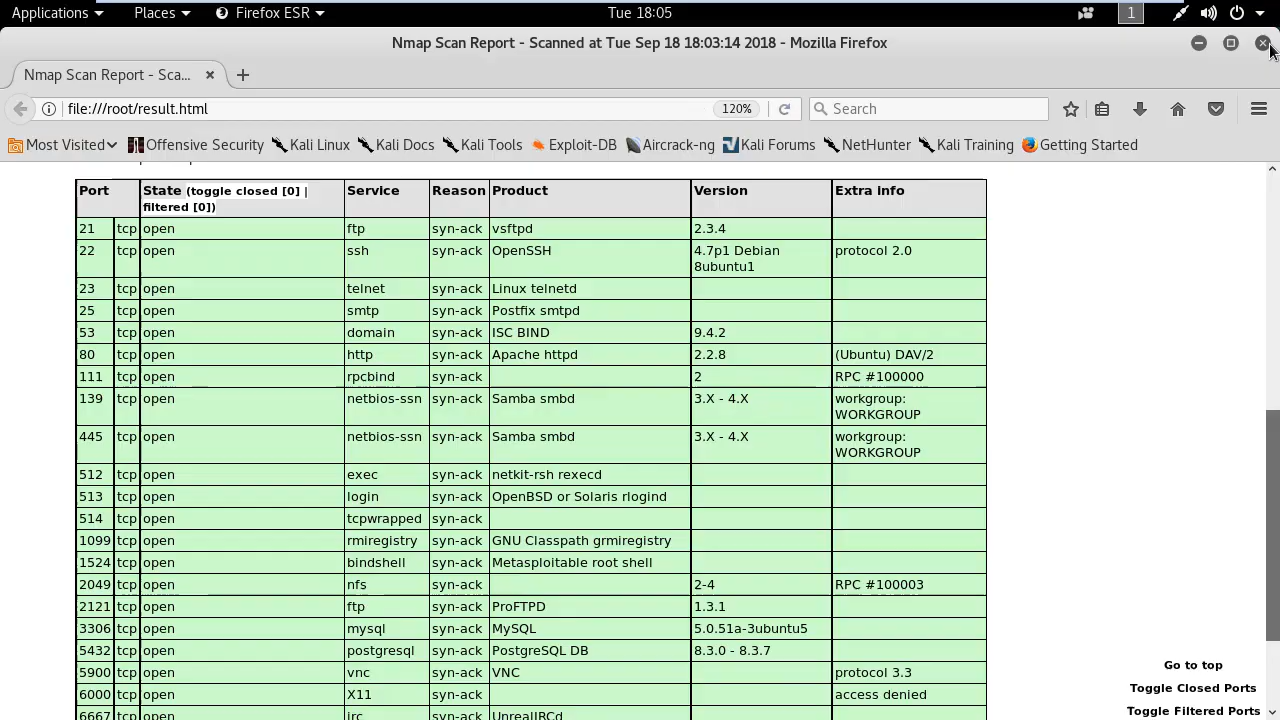 Applications Places Firefox ESR Tue 18:05 1
Nmap Scan Report - Scanned at Tue Sep 18 18:03:14 2018 - Mozilla Firefox
Nmap Scan Report - Sca... × +
file:///root/result.html 120% Search
Most Visited Offensive Security Kali Linux Kali Docs Kali Tools Exploit-DB Aircrack-ng Kali Forums NetHunter Kali Training Getting Started
Port State (toggle closed [0] | Service Reason Product Version Extra info
filtered [0])
21 tcp open ftp syn-ack vsftpd 2.3.4
22 tcp open ssh syn-ack OpenSSH 4.7p1 Debian protocol 2.0
8ubuntu1
23 tcp open telnet syn-ack Linux telnetd
25 tcp open smtp syn-ack Postfix smtpd
53 tcp open domain syn-ack ISC BIND 9.4.2
80 tcp open http syn-ack Apache httpd 2.2.8 (Ubuntu) DAV/2
111 tcp open rpcbind syn-ack 2 RPC #100000
139 tcp open netbios-ssn syn-ack Samba smbd 3.X - 4.X workgroup:
WORKGROUP
445 tcp open netbios-ssn syn-ack Samba smbd 3.X - 4.X workgroup:
WORKGROUP
512 tcp open exec syn-ack netkit-rsh rexecd
513 tcp open login syn-ack OpenBSD or Solaris rlogind
514 tcp open tcpwrapped syn-ack
1099 tcp open rmiregistry syn-ack GNU Classpath grmiregistry
1524 tcp open bindshell syn-ack Metasploitable root shell
2049 tcp open nfs syn-ack 2-4 RPC #100003
2121 tcp open ftp syn-ack ProFTPD 1.3.1
3306 tcp open mysql syn-ack MySQL 5.0.51a-3ubuntu5
5432 tcp open postgresql syn-ack PostgreSQL DB 8.3.0 - 8.3.7
5900 tcp open vnc syn-ack VNC protocol 3.3
6000 tcp open X11 syn-ack access denied
6667 tcp open irc syn-ack UnrealIRCd
Go to top
Toggle Closed Ports
Toggle Filtered Ports